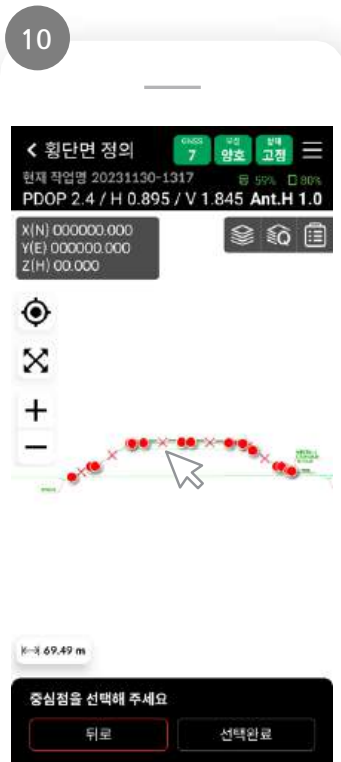 10
횡단면 정의
GNSS
7
양호
고정
현재 작업명 20231130-1317
59%
80%
PDOP 2.4 / H 0.895 / V 1.845 Ant.H 1.0
X(N) 000000.000
Y(E) 000000.000
Z(H) 00.000
69.49 m
중심점을 선택해 주세요
뒤로
선택완료